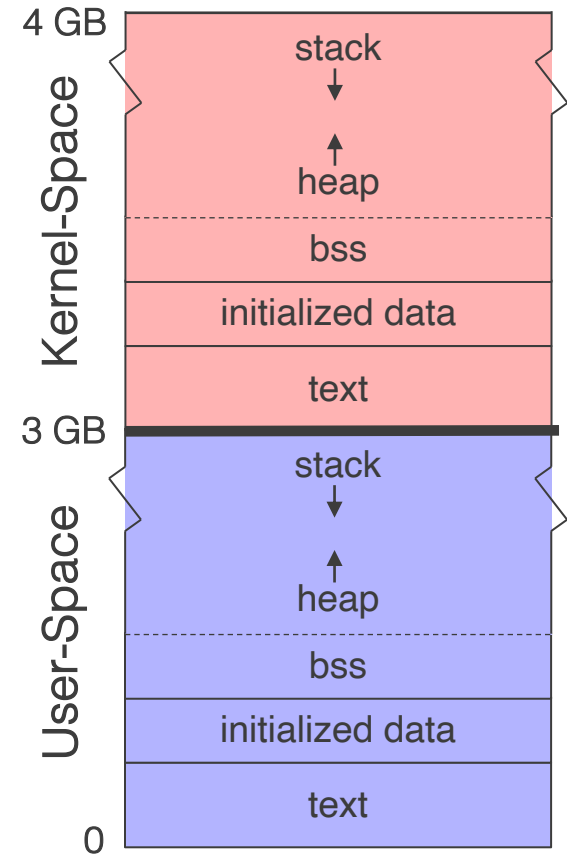 4 GB
Kernel-Space
stack
heap
bss
initialized data
text
3 GB
User-Space
stack
heap
bss
initialized data
text
0